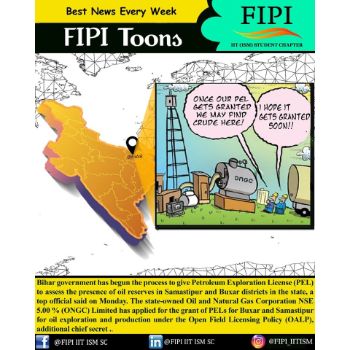 Best News Every Week
FIPI Toons
FIPI
IIT (ISM) STUDENT CHAPTER
ONCE OUR PEL
GETS GRANTED
WE MAY FIND
CRUDE HERE!
I HOPE IT
GETS GRANTED
SOON!!
ONGC
Bihar government has begun the process to give Petroleum Exploration License (PEL)
to assess the presence of oil reserves in Samastipur and Buxar districts in the state, a
top official said on Monday. The state-owned Oil and Natural Gas Corporation NSE
5.00 % (ONGC) Limited has applied for the grant of PELs for Buxar and Samastipur
for oil exploration and production under the Open Field Licensing Policy (OALP),
additional chief secret ..
@FIPI IIT ISM SC
@FIPI IIT ISM SC
@FIPI_IITISM